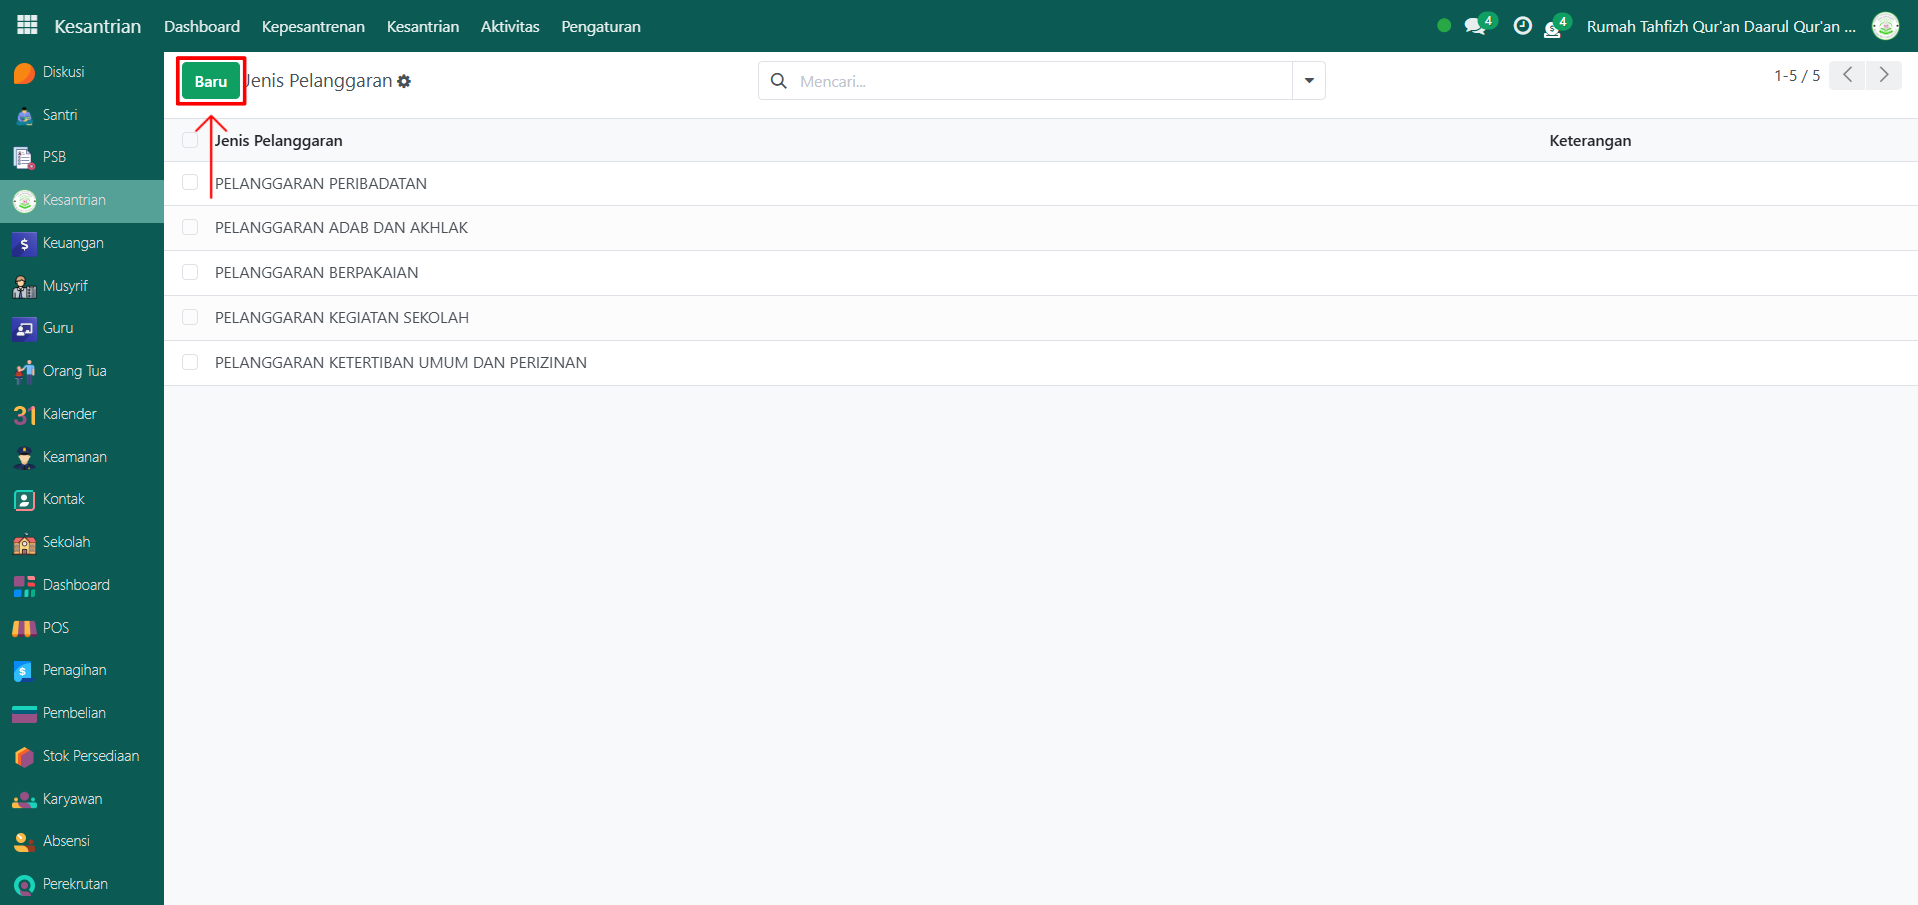 Kesantrian Dashboard Kepesantrenan Kesantrian Aktivitas Pengaturan 4 4 Rumah Tahfizh Qur'an Daarul Qur'an ...
Baru Jenis Pelanggaran Mencari... 1-5 / 5
Jenis Pelanggaran Keterangan
PELANGGARAN PERIBADATAN
PELANGGARAN ADAB DAN AKHLAK
PELANGGARAN BERPAKAIAN
PELANGGARAN KEGIATAN SEKOLAH
PELANGGARAN KETERTIBAN UMUM DAN PERIZINAN
Diskusi
Santri
PSB
Kesantrian
Keuangan
Musyrif
Guru
Orang Tua
31 Kalender
Keamanan
Kontak
Sekolah
Dashboard
POS
Penagihan
Pembelian
Stok Persediaan
Karyawan
Absensi
Perekrutan